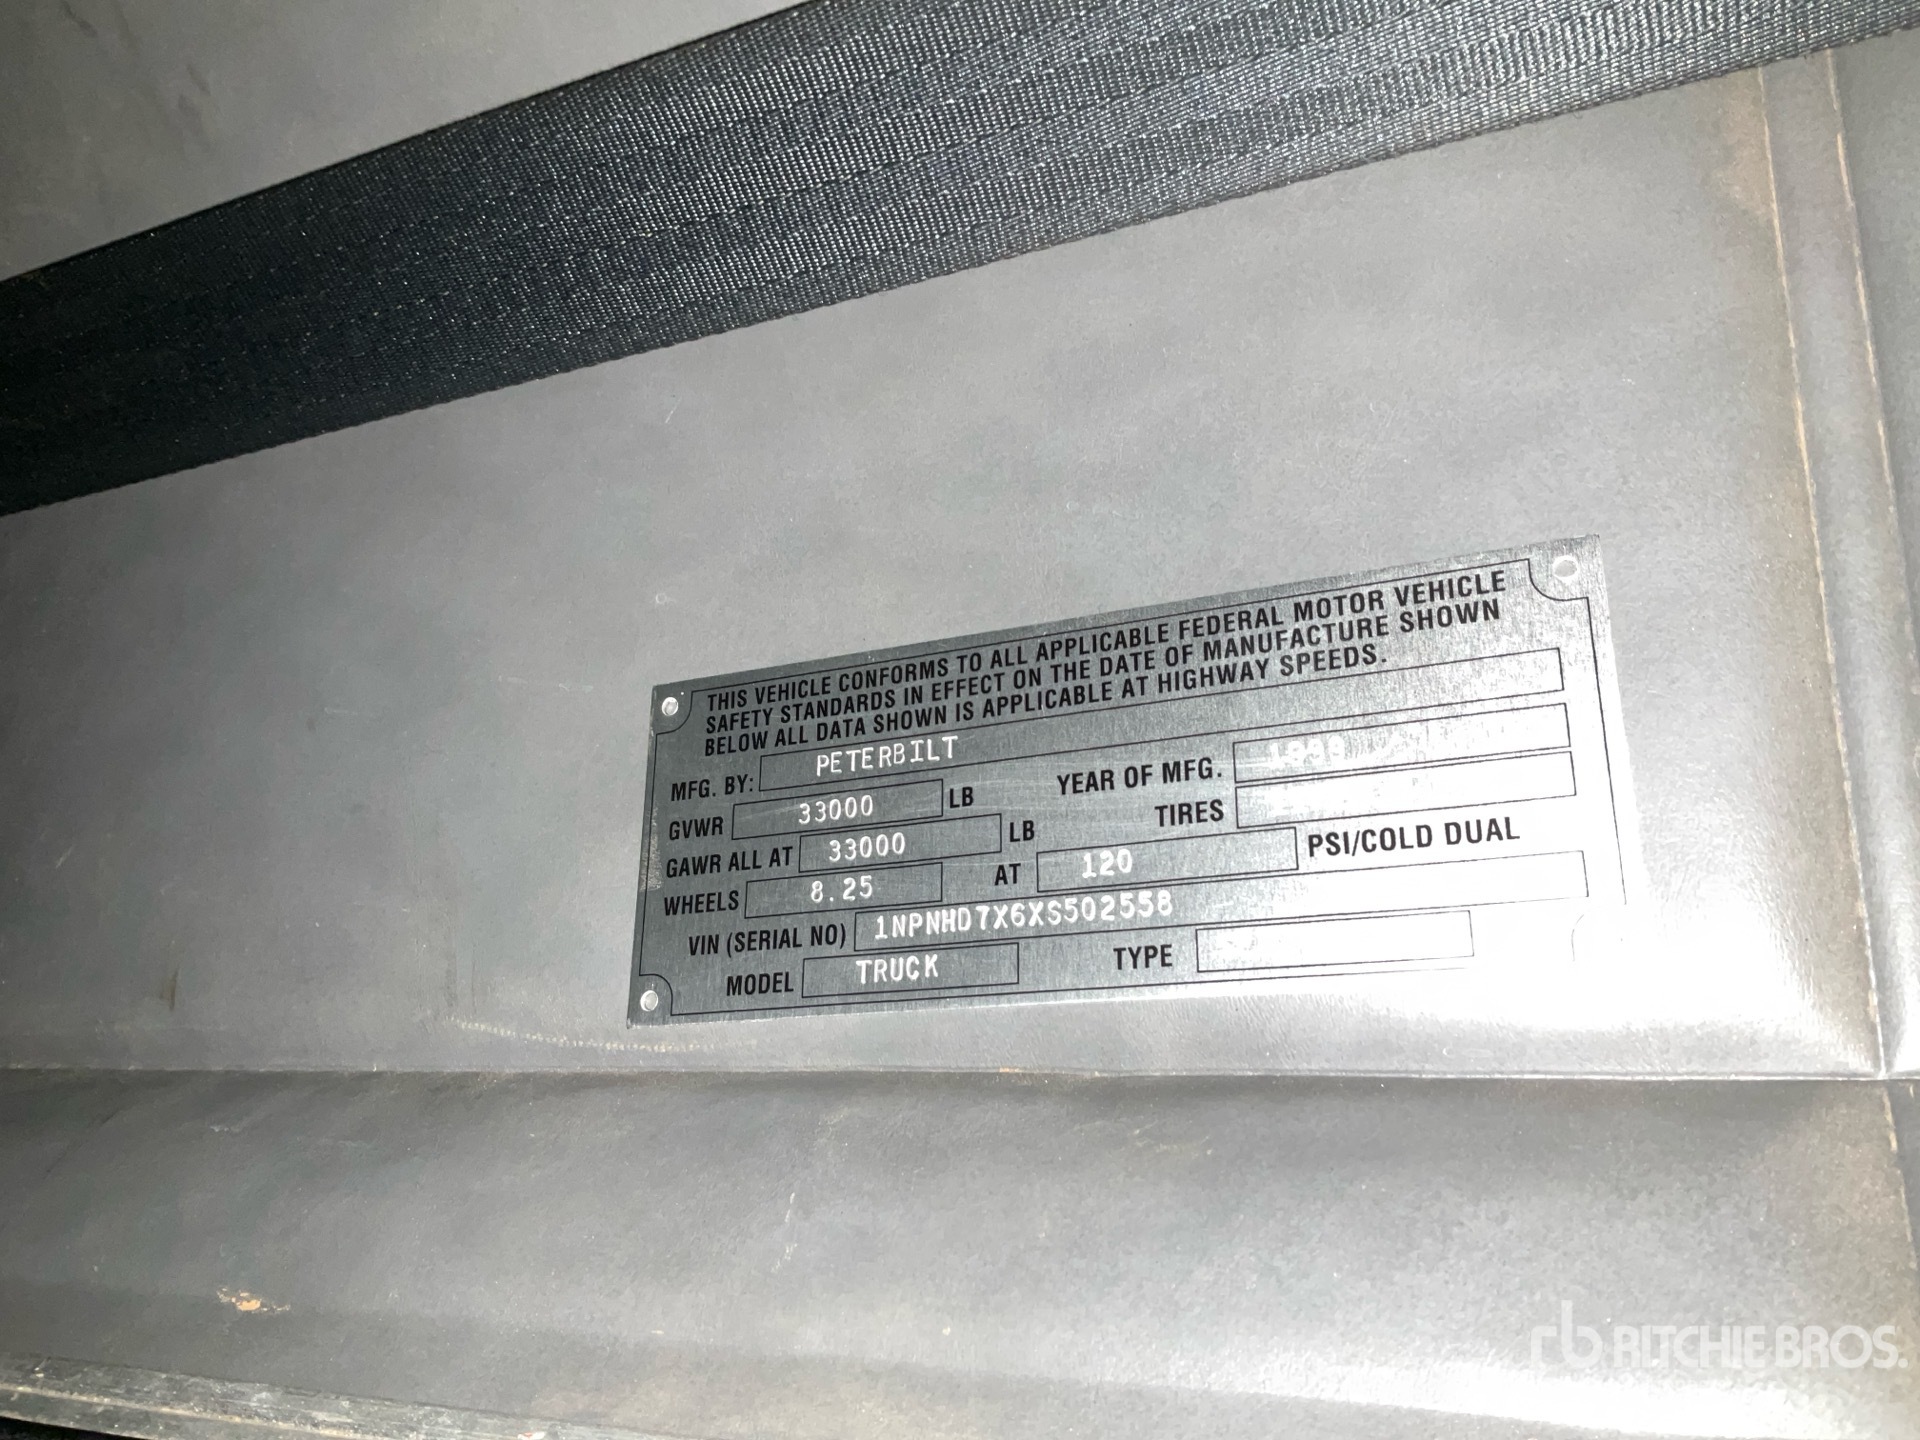 THIS VEHICLE CONFORMS TO ALL APPLICABLE FEDERAL MOTOR VEHICLE
SAFETY STANDARDS IN EFFECT ON THE DATE OF MANUFACTURE SHOWN
BELOW ALL DATA SHOWN IS APPLICABLE AT HIGHWAY SPEEDS.
MFG. BY: PETERBILT
GVWR 33000 LB YEAR OF MFG. 1999
GAWR ALL AT 33000 LB TIRES
WHEELS 8.25 AT 120 PSI/COLD DUAL
VIN (SERIAL NO) 1NPNHD7X6XS502558
MODEL TRUCK TYPE
rb RITCHIE BROS.